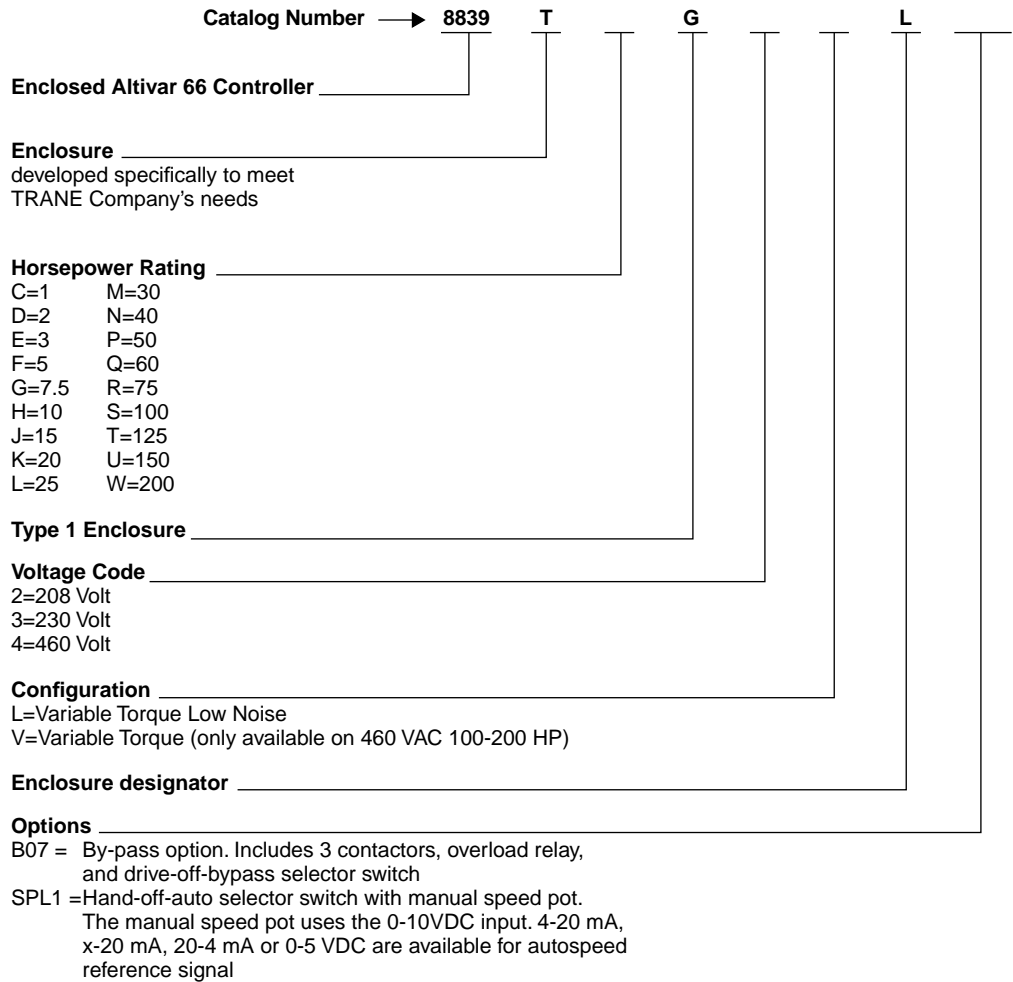 Catalog Number 8839 T G L
Enclosed Altivar 66 Controller
Enclosure
developed specifically to meet
TRANE Company's needs
Horsepower Rating
C=1 M=30
D=2 N=40
E=3 P=50
F=5 Q=60
G=7.5 R=75
H=10 S=100
J=15 T=125
K=20 U=150
L=25 W=200
Type 1 Enclosure
Voltage Code
2=208 Volt
3=230 Volt
4=460 Volt
Configuration
L=Variable Torque Low Noise
V=Variable Torque (only available on 460 VAC 100-200 HP)
Enclosure designator
Options
B07 = By-pass option. Includes 3 contactors, overload relay,
and drive-off-bypass selector switch
SPL1 =Hand-off-auto selector switch with manual speed pot.
The manual speed pot uses the 0-10VDC input. 4-20 mA,
x-20 mA, 20-4 mA or 0-5 VDC are available for autospeed
reference signal